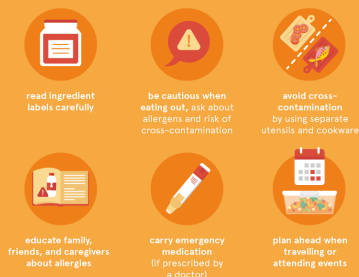 read ingredient
labels carefully
be cautious when
eating out, ask about
allergens and risk of
cross-contamination
avoid cross-
contamination
by using separate
utensils and cookware
educate family,
friends, and caregivers
about allergies
carry emergency
medication
(if prescribed by
a doctor)
plan ahead when
travelling or
attending events